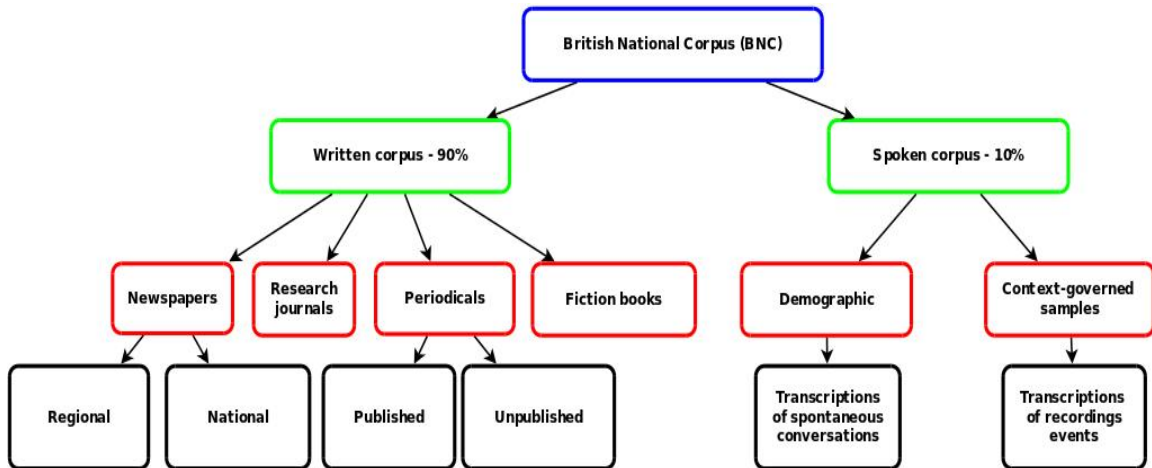 British National Corpus (BNC)
Written corpus - 90%
Spoken corpus - 10%
Newspapers
Research
journals
Periodicals
Fiction books
Demographic
Context-governed
samples
Regional
National
Published
Unpublished
Transcriptions
of spontaneous
conversations
Transcriptions
of recordings
events